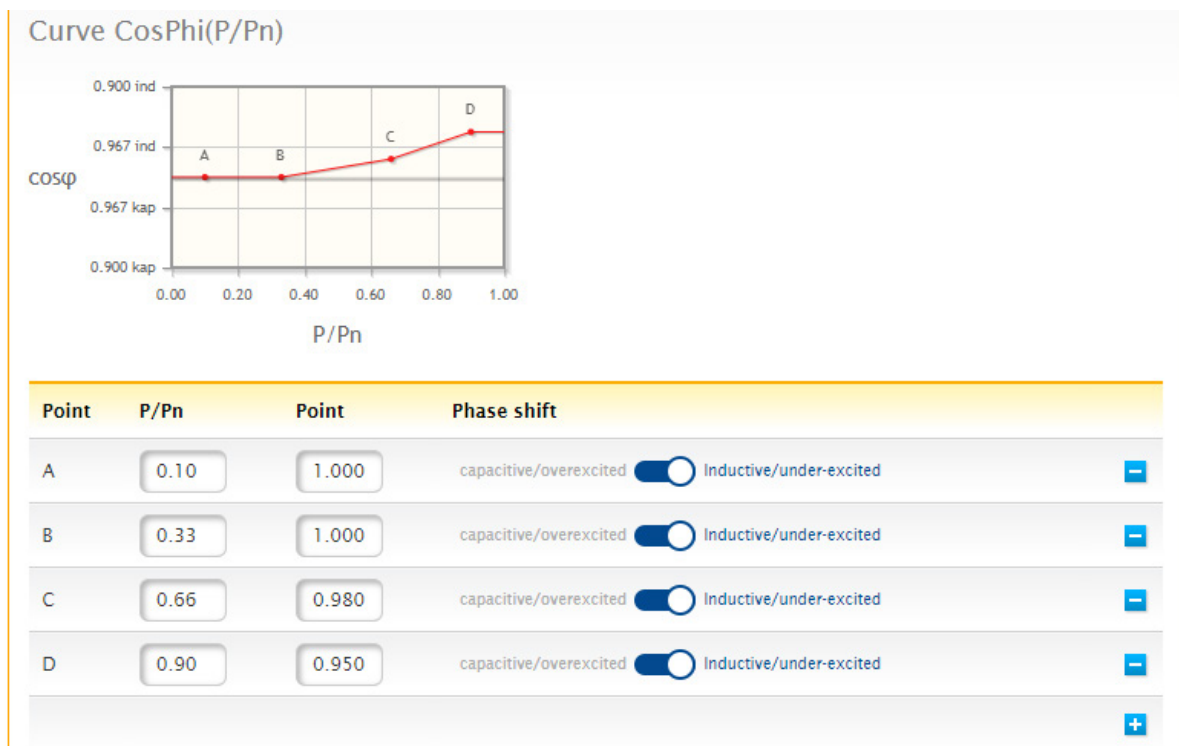 Curve CosPhi(P/Pn)
0.900 ind
D
C
0.967 ind
A B
cosφ
0.967 kap
0.900 kap
0.00 0.20 0.40 0.60 0.80 1.00
P/Pn
Point P/Pn Point Phase shift
A 0.10 1.000 capacitive/overexcited Inductive/under-excited
B 0.33 1.000 capacitive/overexcited Inductive/under-excited
C 0.66 0.980 capacitive/overexcited Inductive/under-excited
D 0.90 0.950 capacitive/overexcited Inductive/under-excited